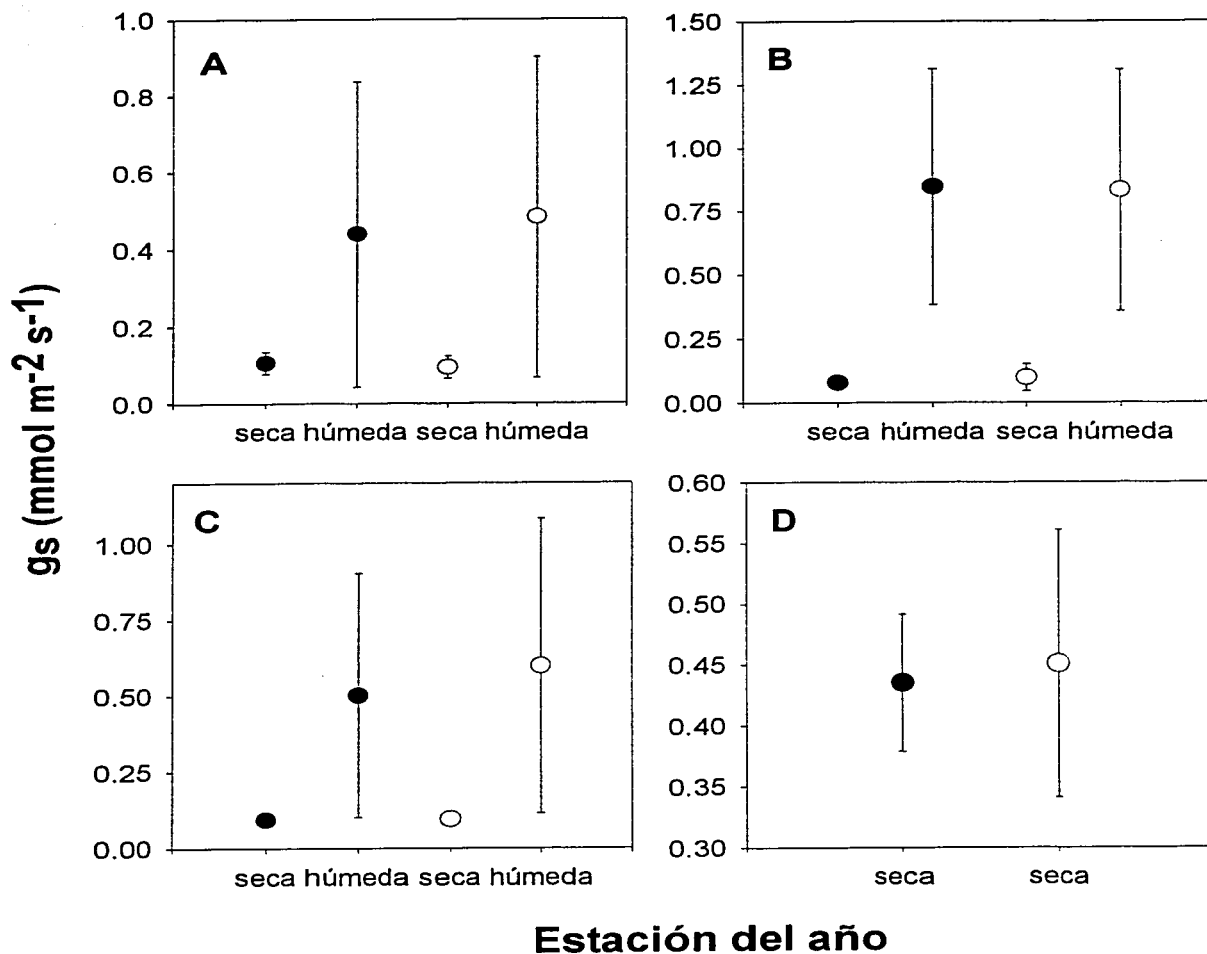 gs (mmol m-2 s-1)
A
1.0
0.8
0.6
0.4
0.2
0.0
seca húmeda seca húmeda
B
1.50
1.25
1.00
0.75
0.50
0.25
0.00
seca húmeda seca húmeda
C
1.00
0.75
0.50
0.25
0.00
seca húmeda seca húmeda
D
0.60
0.55
0.50
0.45
0.40
0.35
0.30
seca seca
Estación del año